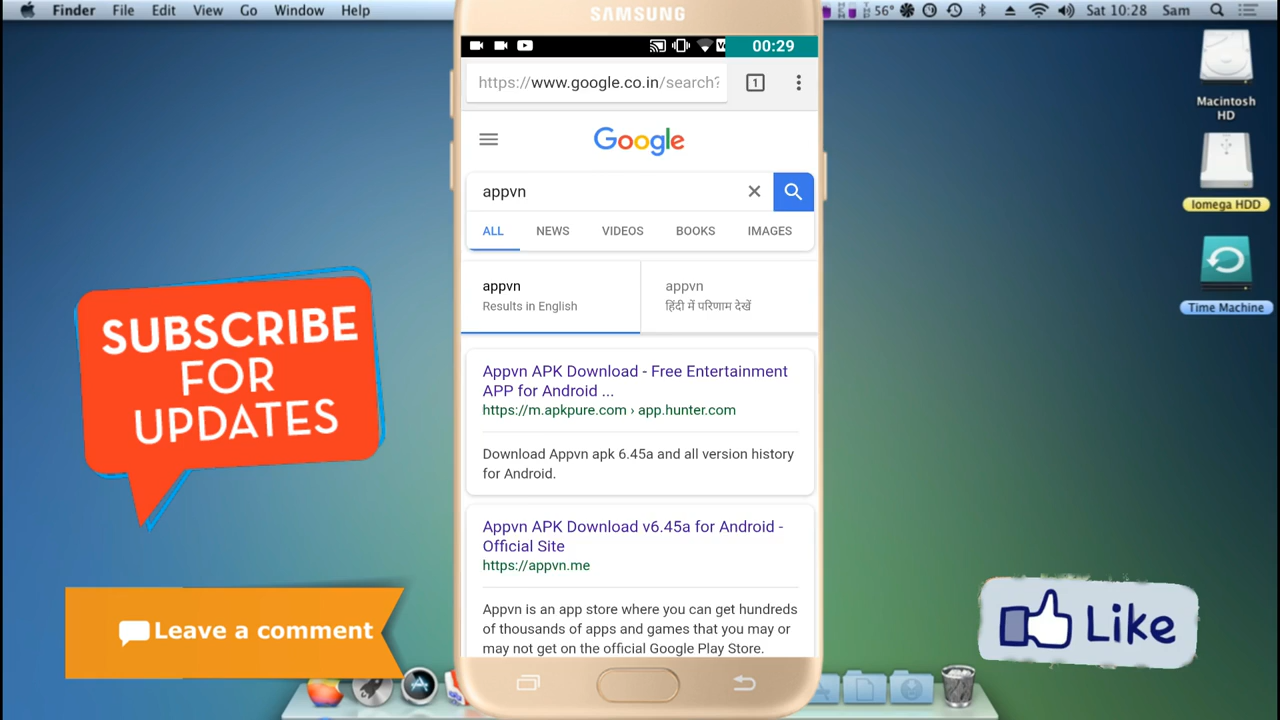 Finder File Edit View Go Window Help
56° Sat 10:28 Sam
SAMSUNG
00:29
https://www.google.co.in/search?
1
Google
appvn
ALL NEWS VIDEOS BOOKS IMAGES
appvn
Results in English
appvn
हिंदी में परिणाम देखें
Appvn APK Download - Free Entertainment
APP for Android ...
https://m.apkpure.com › app.hunter.com
Download Appvn apk 6.45a and all version history
for Android.
Appvn APK Download v6.45a for Android -
Official Site
https://appvn.me
Appvn is an app store where you can get hundreds
of thousands of apps and games that you may or
may not get on the official Google Play Store.
SUBSCRIBE
FOR
UPDATES
Leave a comment
Macintosh
HD
Iomega HDD
Time Machine
Like